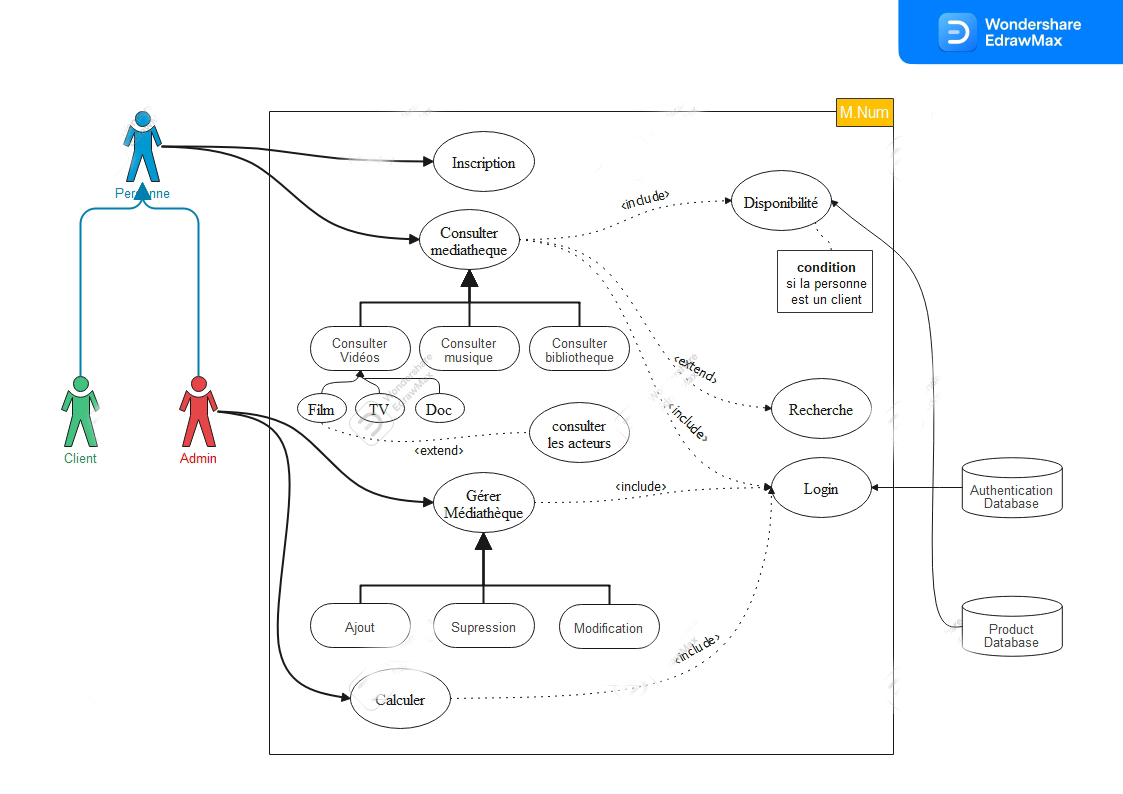 Wondershare
EdrawMax
M.Num
Personne
Inscription
Consulter
mediatheque
‹include›
Disponibilité
condition
si la personne
est un client
Consulter
Vidéos
Consulter
musique
Consulter
bibliotheque
‹extend›
Film
TV
Doc
Wondershare
EdrawMax
Recherche
‹include›
consulter
les acteurs
‹extend›
Client
Admin
Gérer
Médiathèque
‹include›
Login
Authentication
Database
Ajout
Supression
Modification
Product
Database
‹include›
Calculer